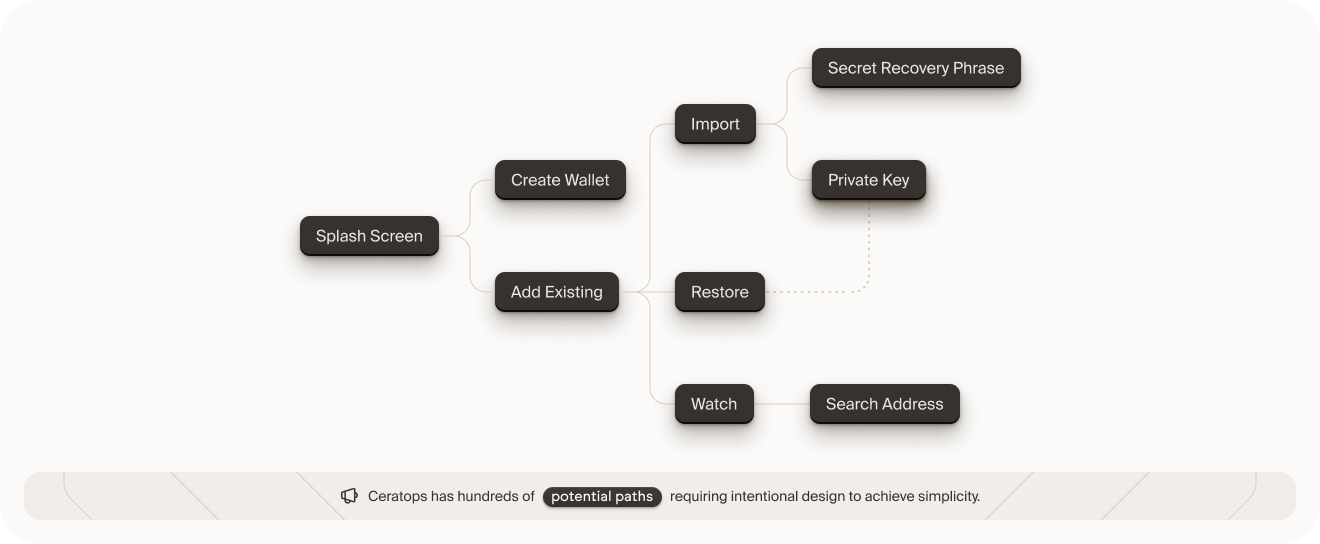 Secret Recovery Phrase
Import
Create Wallet
Private Key
Splash Screen
Add Existing
Restore
Watch
Search Address
Ceratops has hundreds of potential paths requiring intentional design to achieve simplicity.